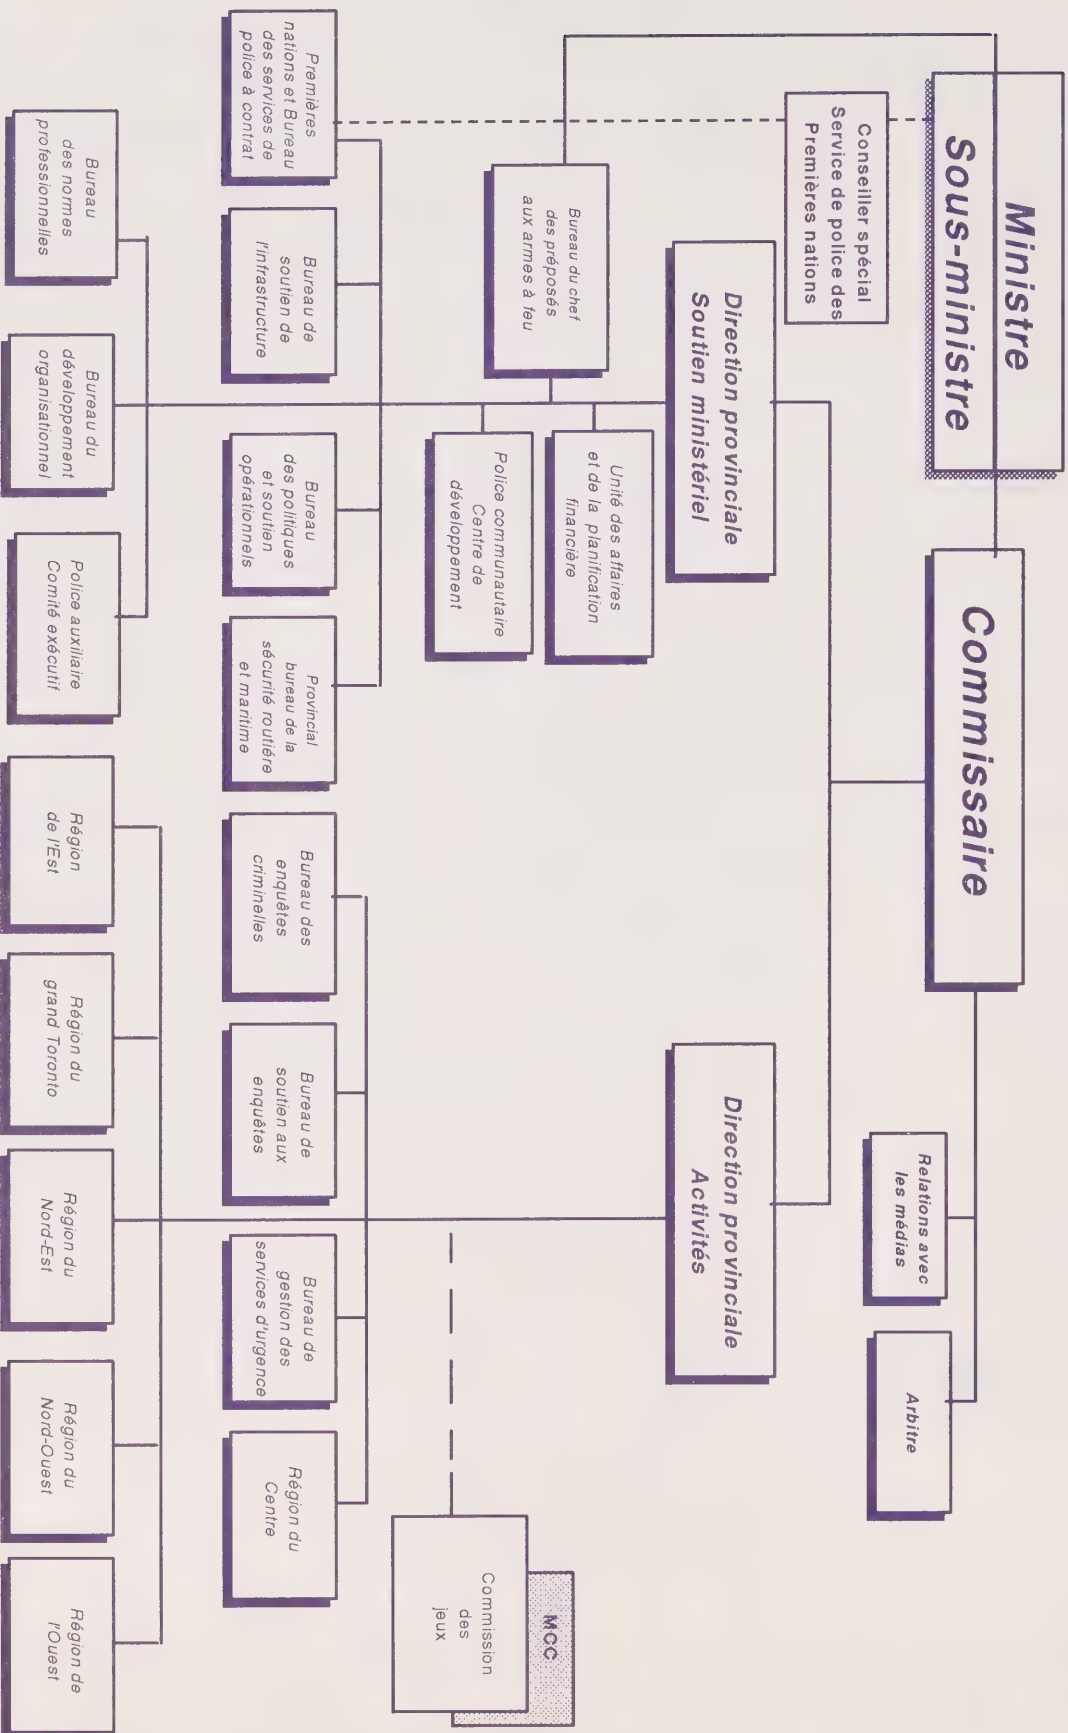 Ministre
Sous-ministre
Conseiller spécial
Service de police des
Premières nations
Commissaire
Relations avec
les médias
Arbitre
Direction provinciale
Soutien ministériel
Direction provinciale
Activités
Bureau du chef
des préposés
aux armes à feu
Unité des affaires
et de la planification
financière
Police communautaire
Centre de
développement
MCC
Commission
des
jeux
Premières
nations et Bureau
des services de
police à contrat
Bureau de
soutien de
l'infrastructure
Bureau
des politiques
et soutien
opérationnels
Provincial
bureau de la
sécurité routière
et maritime
Bureau des
enquêtes
criminelles
Bureau de
soutien aux
enquêtes
Bureau de
gestion des
services d'urgence
Région du
Centre
Bureau
des normes
professionnelles
Bureau du
développement
organisationnel
Police auxiliaire
Comité exécutif
Région
de l'Est
Région du
grand Toronto
Région du
Nord-Est
Région du
Nord-Ouest
Région de
l'Ouest